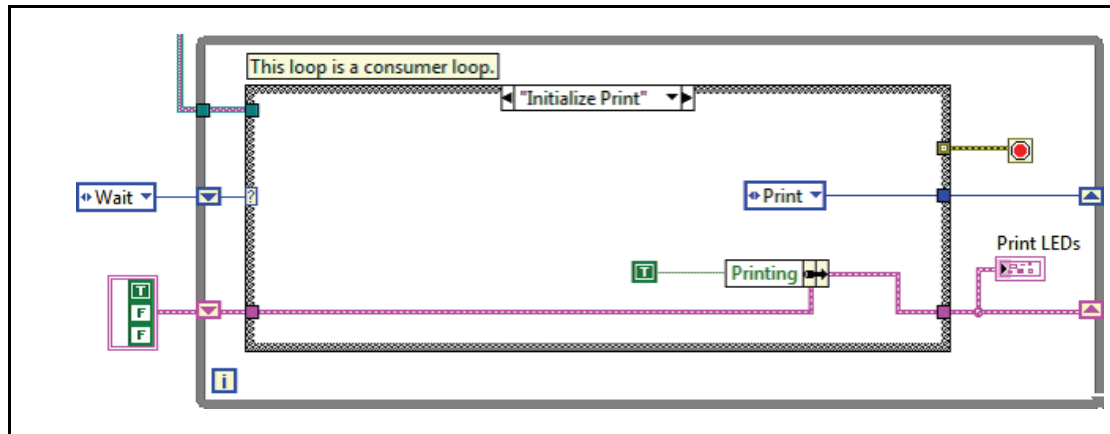 This loop is a consumer loop.
"Initialize Print"
Wait
?
Print
Print LEDs
T
Printing
T
F
F
i